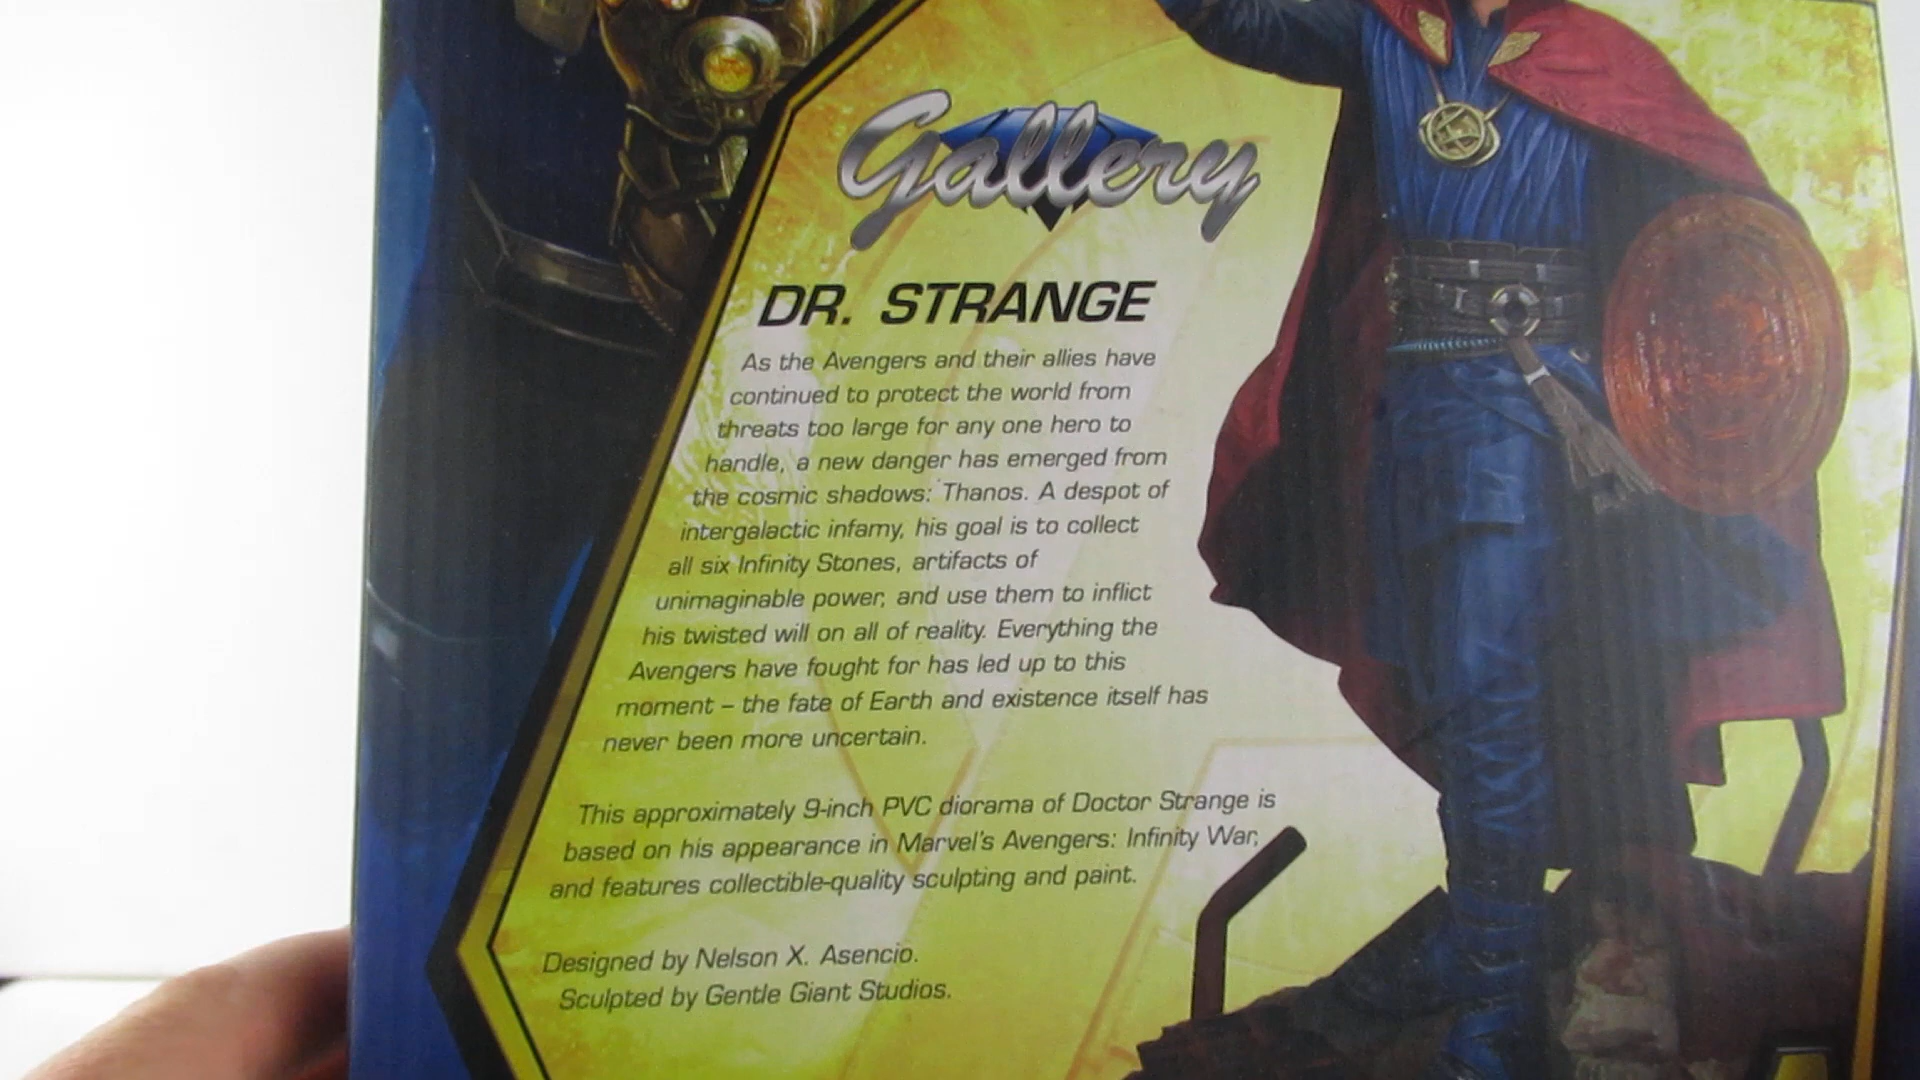 Gallery
DR. STRANGE
As the Avengers and their allies have
continued to protect the world from
threats too large for any one hero to
handle, a new danger has emerged from
the cosmic shadows: Thanos. A despot of
intergalactic infamy, his goal is to collect
all six Infinity Stones, artifacts of
unimaginable power, and use them to inflict
his twisted will on all of reality. Everything the
Avengers have fought for has led up to this
moment – the fate of Earth and existence itself has
never been more uncertain.
This approximately 9-inch PVC diorama of Doctor Strange is
based on his appearance in Marvel's Avengers: Infinity War,
and features collectible-quality sculpting and paint.
Designed by Nelson X. Asencio.
Sculpted by Gentle Giant Studios.